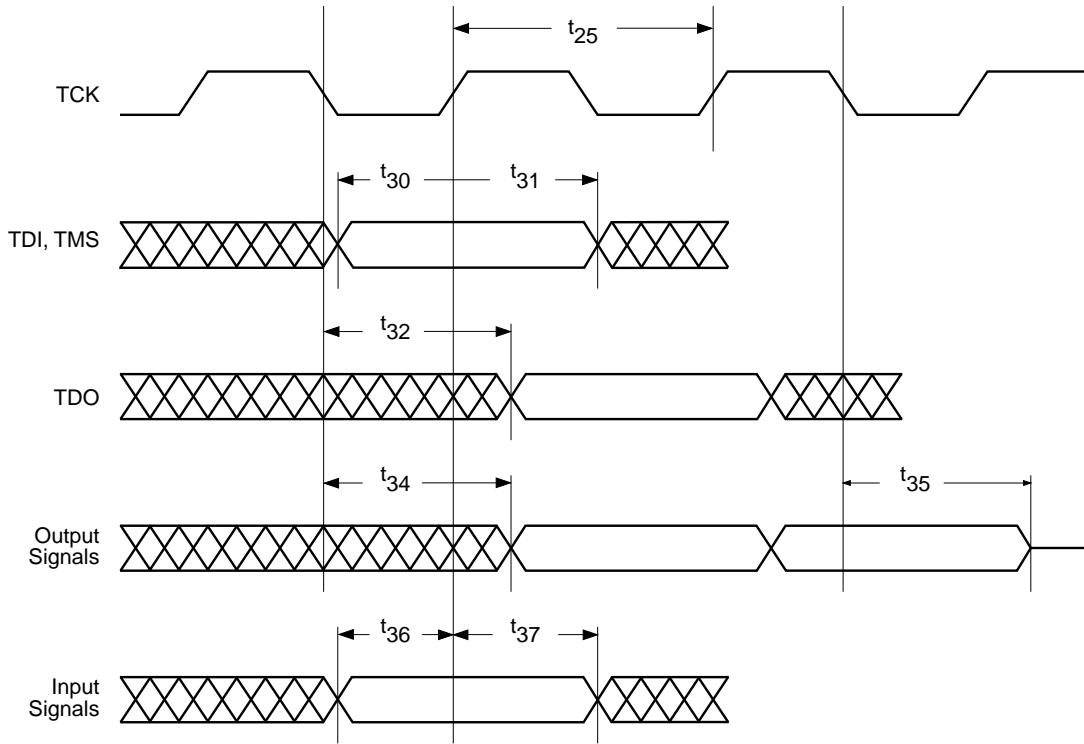 t25
TCK
t30 t31
TDI, TMS
t32
TDO
t34 t35
Output
Signals
t36 t37
Input
Signals